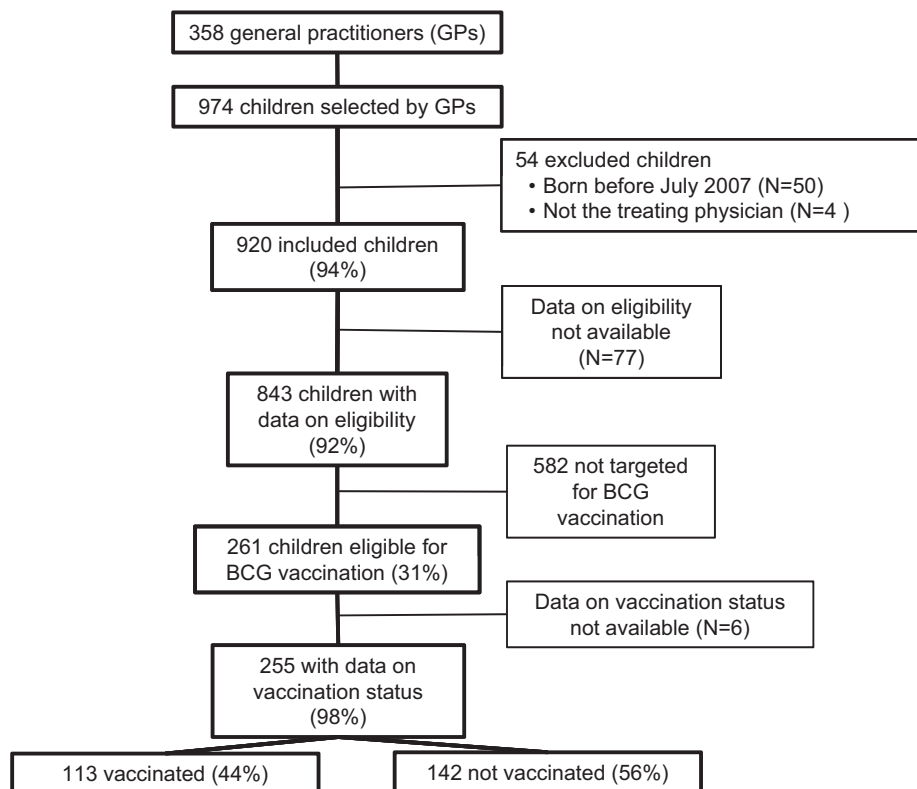 358 general practitioners (GPs)
974 children selected by GPs
54 excluded children
• Born before July 2007 (N=50)
• Not the treating physician (N=4 )
920 included children
(94%)
Data on eligibility
not available
(N=77)
843 children with
data on eligibility
(92%)
582 not targeted
for BCG
vaccination
261 children eligible for
BCG vaccination (31%)
Data on vaccination status
not available (N=6)
255 with data on
vaccination status
(98%)
113 vaccinated (44%)
142 not vaccinated (56%)